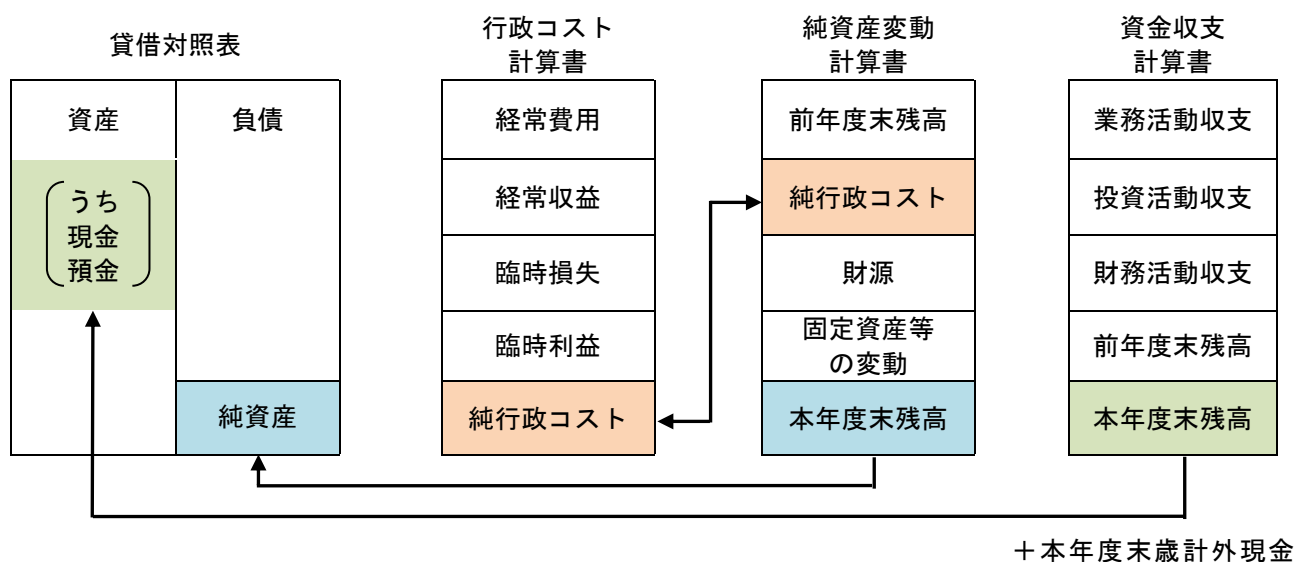 貸借対照表
資産
負債
うち
現金
預金
純資産
行政コスト
計算書
経常費用
経常収益
臨時損失
臨時利益
純行政コスト
純資産変動
計算書
前年度末残高
純行政コスト
財源
固定資産等
の変動
本年度末残高
資金収支
計算書
業務活動収支
投資活動収支
財務活動収支
前年度末残高
本年度末残高
＋本年度末歳計外現金